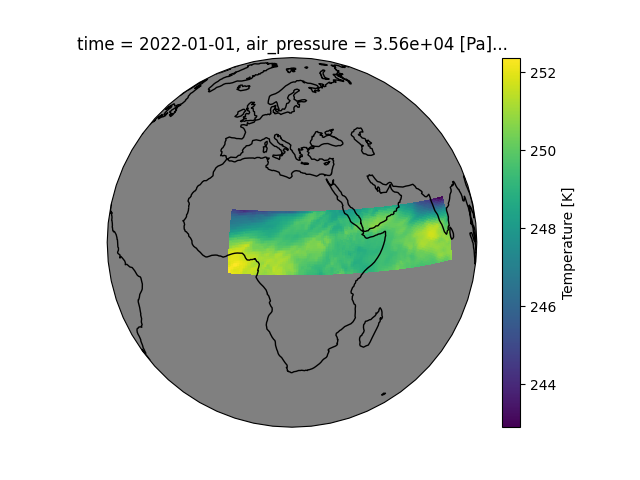 time = 2022-01-01, air_pressure = 3.56e+04 [Pa]...
252
250
248
246
244
Temperature [K]